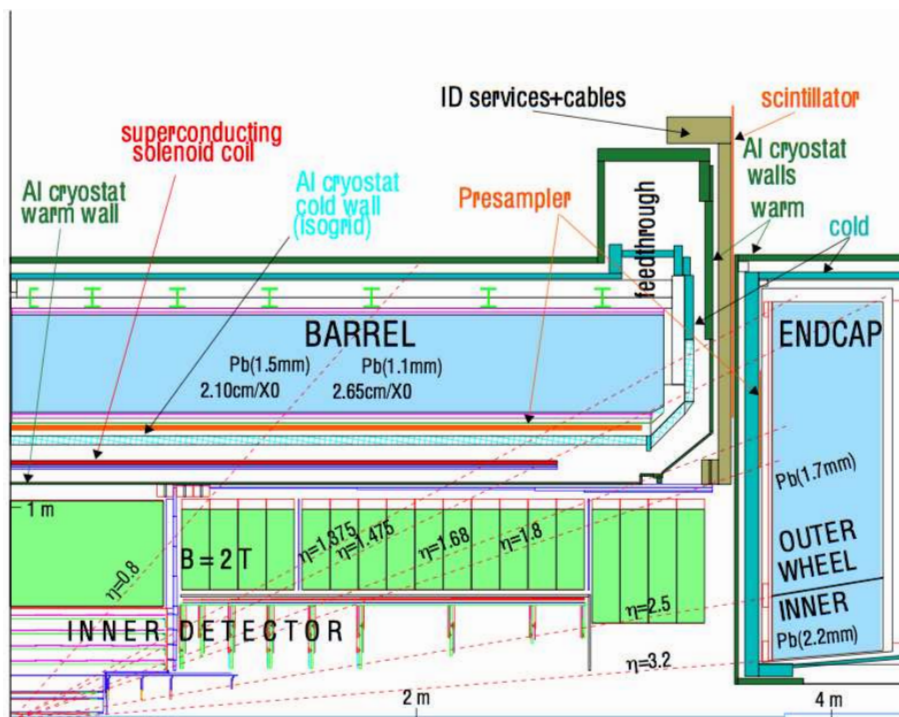 ID services+cables
scintillator
superconducting
solenoid coil
Al cryostat
walls
warm
cold
Al cryostat
warm wall
Al cryostat
cold wall
(isogrid)
Presampler
feedthrough
BARREL
Pb(1.5mm)
Pb(1.1mm)
2.10cm/X0
2.65cm/X0
ENDCAP
Pb(1.7mm)
OUTER
WHEEL
INNER
Pb(2.2mm)
1 m
B=2T
η=0.8
η=1.375
η=1.475
η=1.68
η=1.8
η=2.5
η=3.2
INNER DETECTOR
2 m
4 m